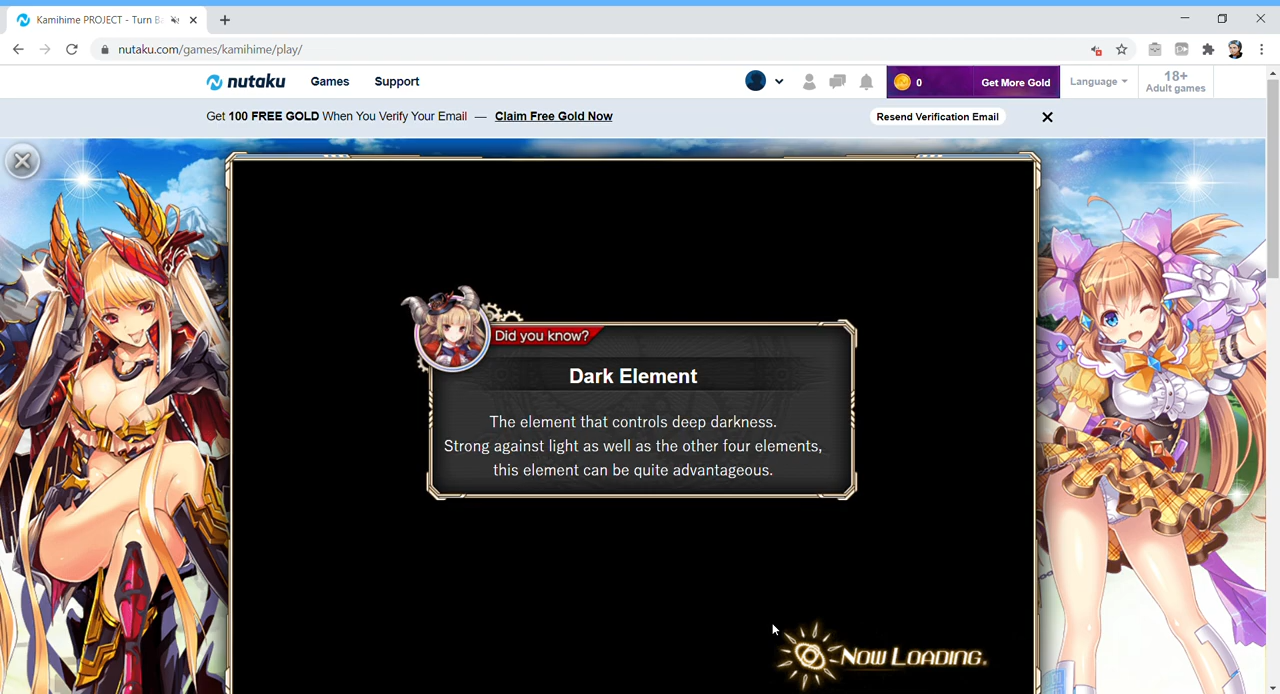 Kamihime PROJECT - Turn Ba
nutaku.com/games/kamihime/play/
nutaku Games Support 0 Get More Gold Language 18+
Adult games
Get 100 FREE GOLD When You Verify Your Email — Claim Free Gold Now Resend Verification Email
Did you know?
Dark Element
The element that controls deep darkness.
Strong against light as well as the other four elements,
this element can be quite advantageous.
NOW LOADING.